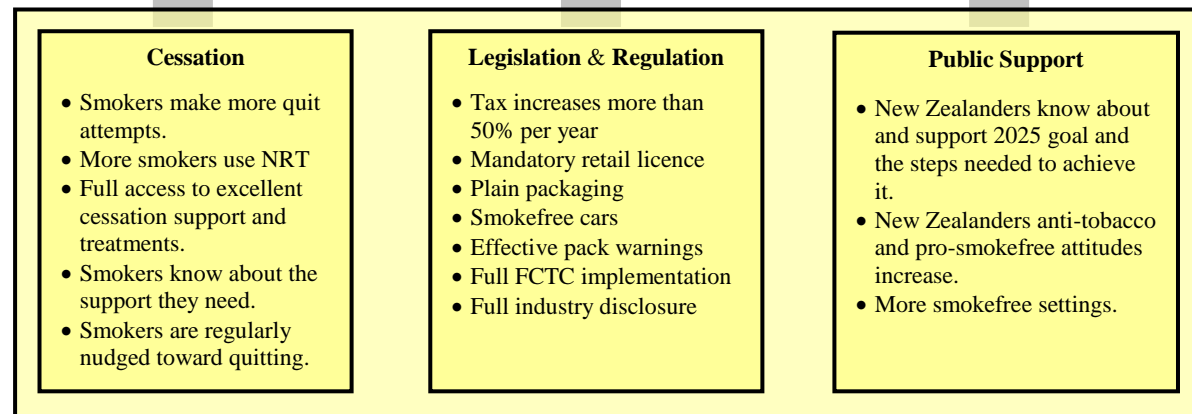 Cessation
• Smokers make more quit
attempts.
• More smokers use NRT
• Full access to excellent
cessation support and
treatments.
• Smokers know about the
support they need.
• Smokers are regularly
nudged toward quitting.
Legislation & Regulation
• Tax increases more than
50% per year
• Mandatory retail licence
• Plain packaging
• Smokefree cars
• Effective pack warnings
• Full FCTC implementation
• Full industry disclosure
Public Support
• New Zealanders know about
and support 2025 goal and
the steps needed to achieve
it.
• New Zealanders anti-tobacco
and pro-smokefree attitudes
increase.
• More smokefree settings.